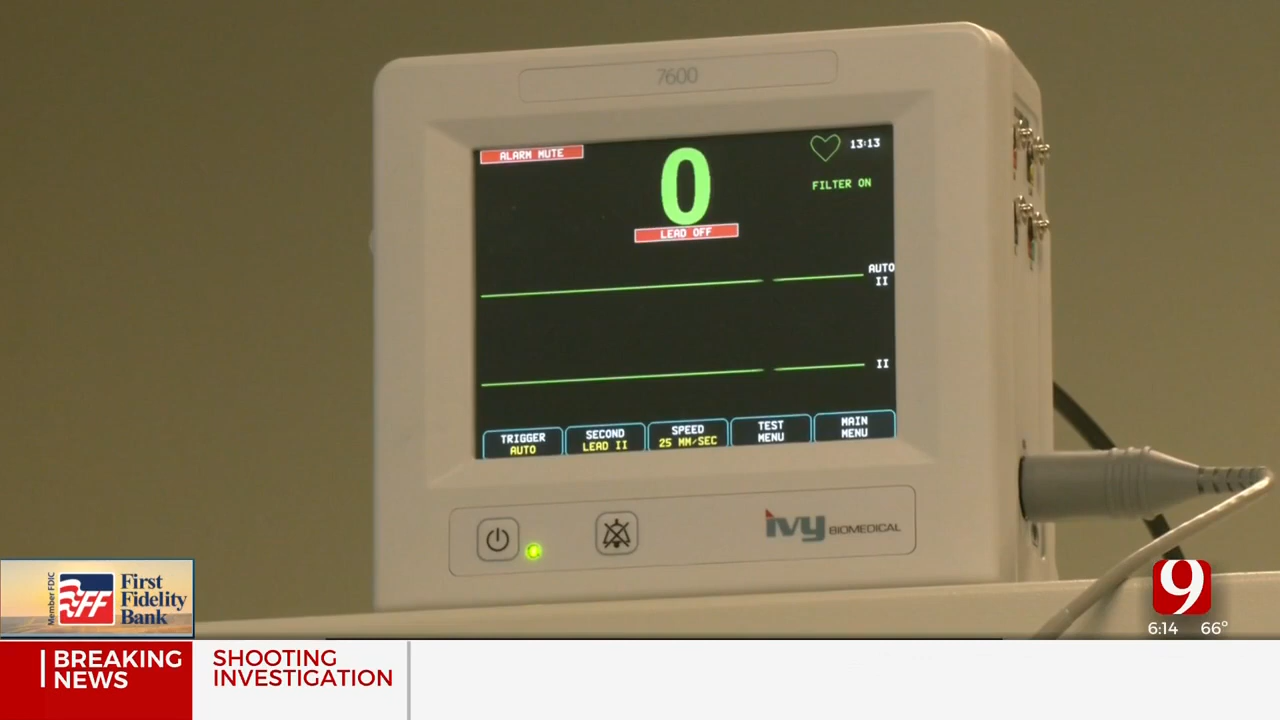 7600
ALARM MUTE
0
13:13
LEAD OFF
FILTER ON
AUTO
II
II
TRIGGER
AUTO
SECOND
LEAD II
SPEED
25 MM/SEC
TEST
MENU
MAIN
MENU
ivy BIOMEDICAL
Member FDIC
FF
First
Fidelity
Bank
9
6:14 66°
BREAKING
NEWS
SHOOTING
INVESTIGATION